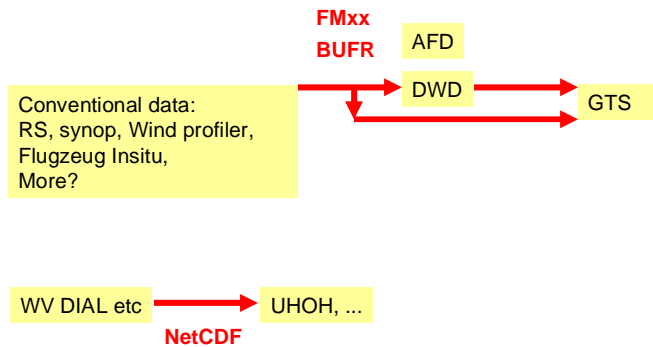 FMxx
BUFR
AFD
DWD
GTS
Conventional data:
RS, synop, Wind profiler,
Flugzeug Insitu,
More?
WV DIAL etc
UHOH, ...
NetCDF